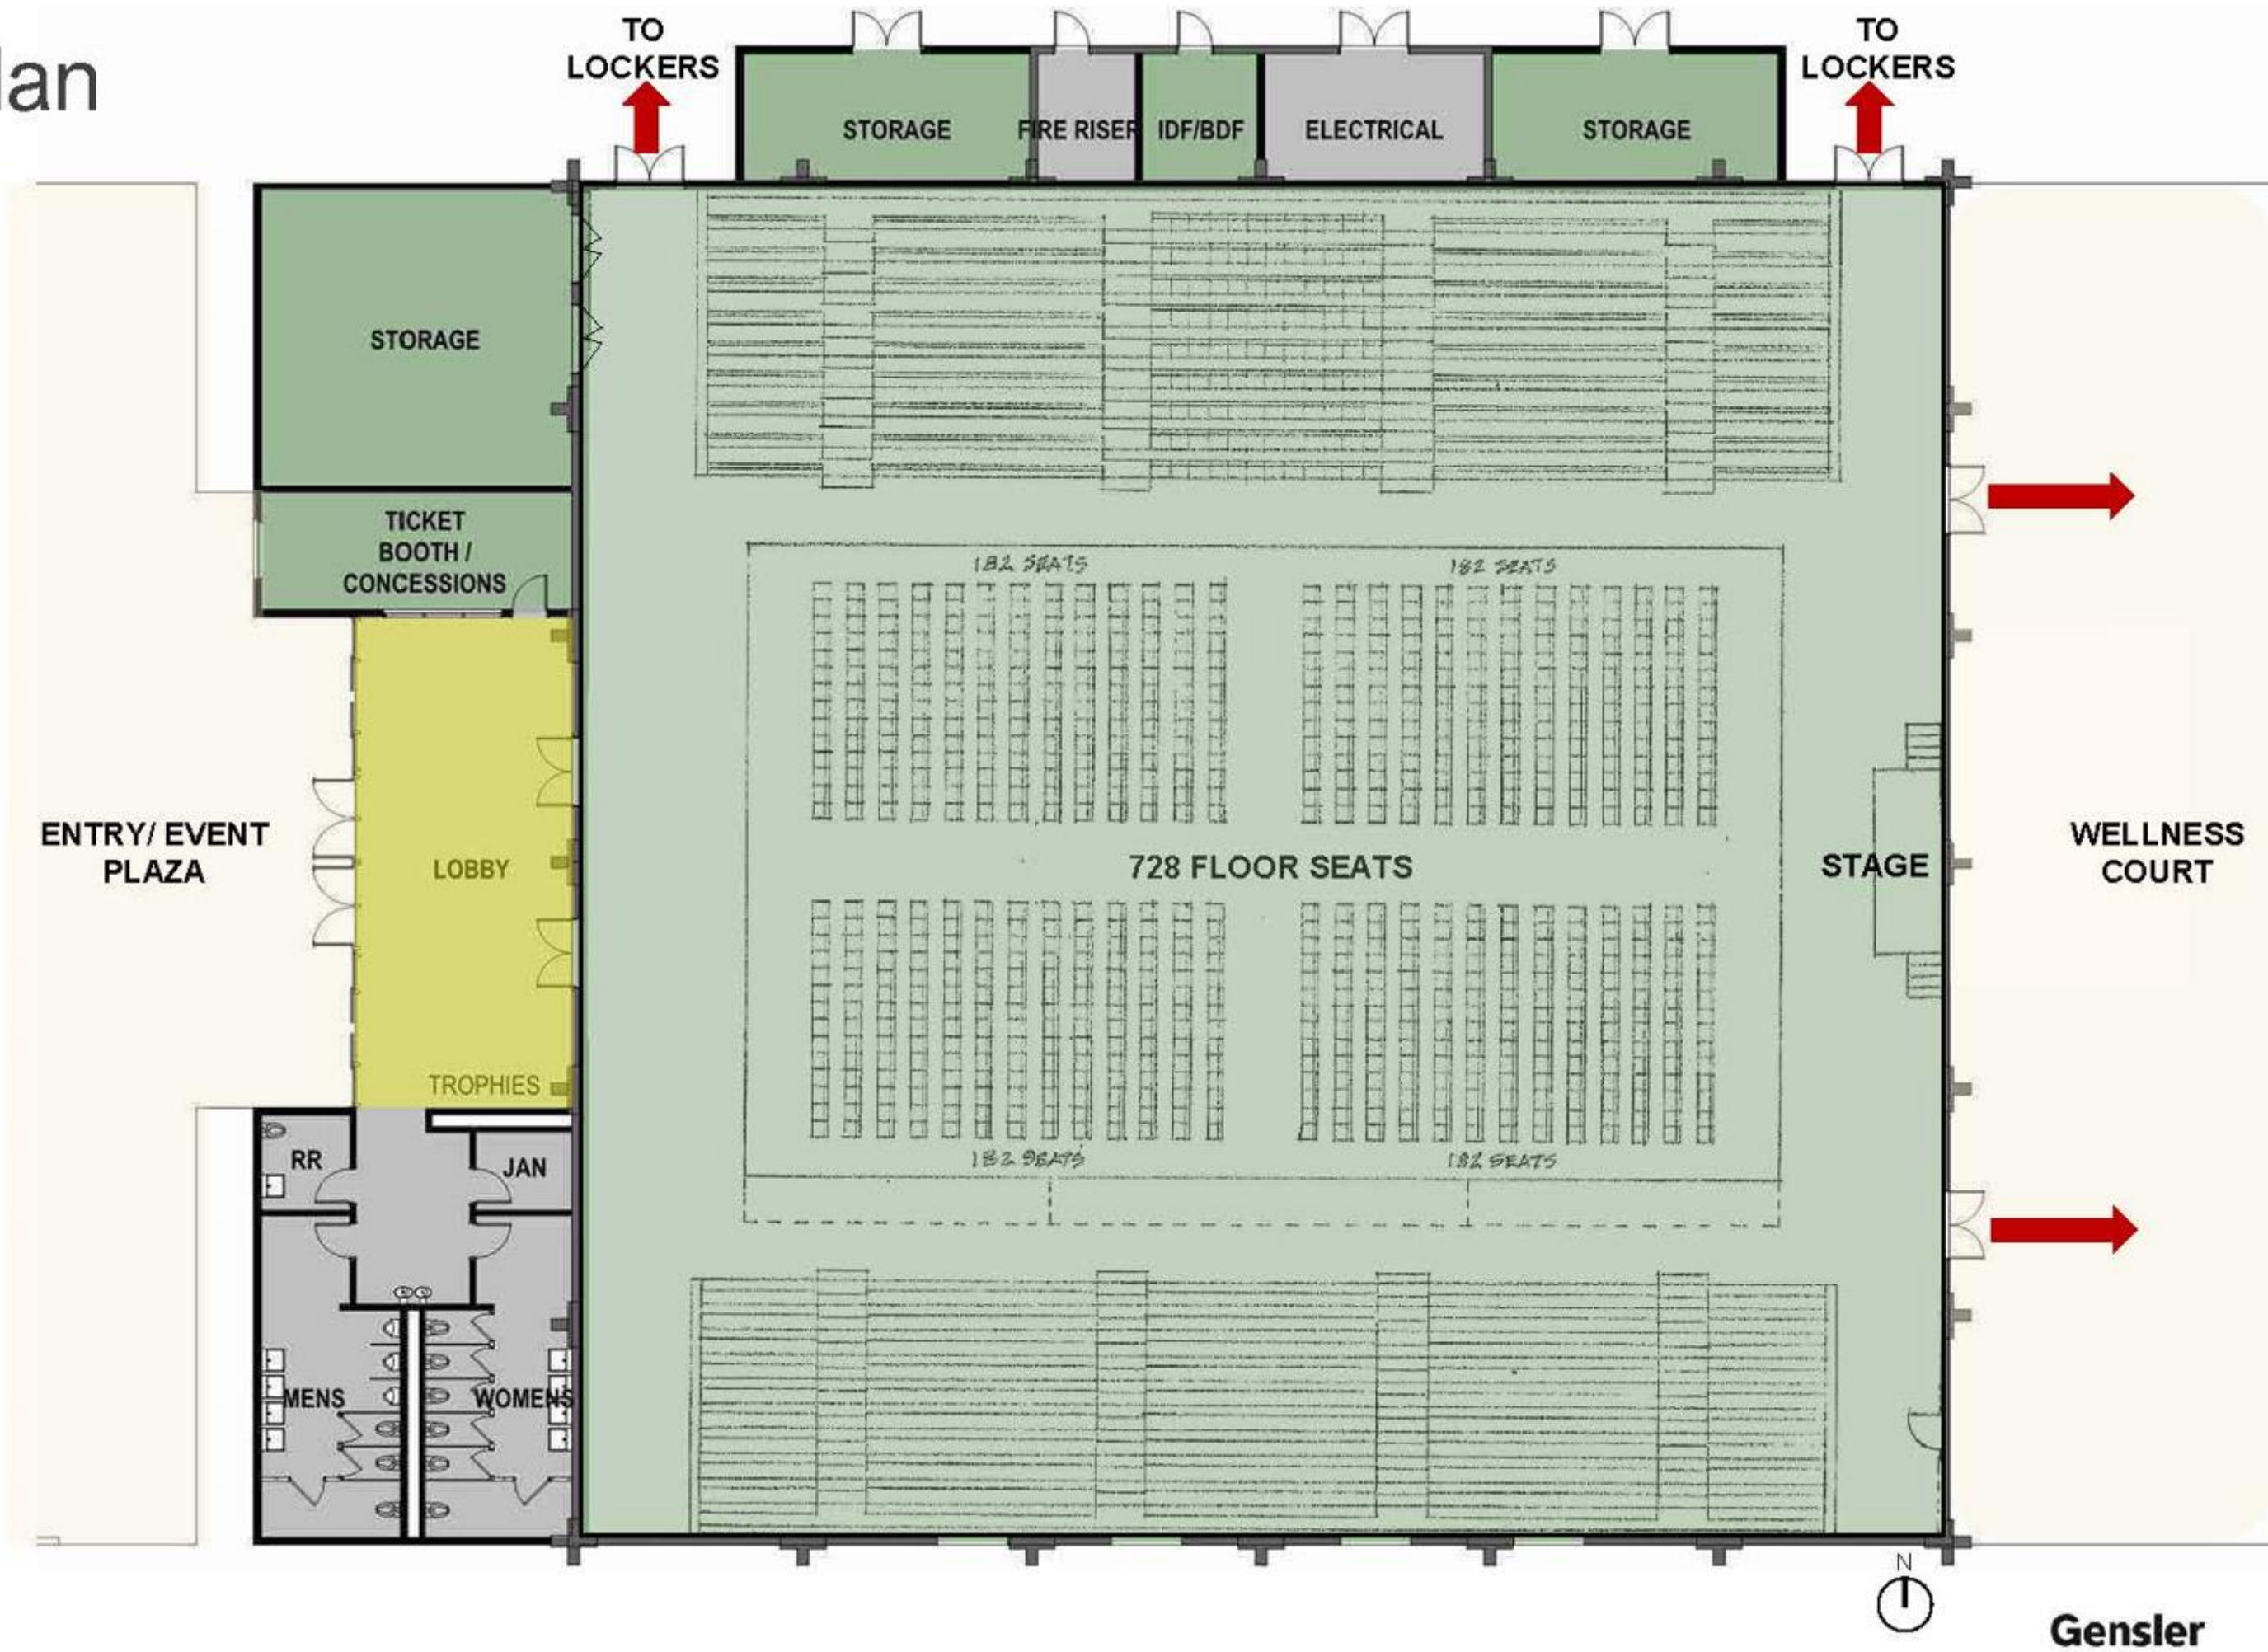 lan
TO
LOCKERS
TO
LOCKERS
STORAGE
FIRE RISER
IDF/BDF
ELECTRICAL
STORAGE
STORAGE
TICKET
BOOTH /
CONCESSIONS
182 SEATS
182 SEATS
ENTRY/ EVENT
PLAZA
LOBBY
728 FLOOR SEATS
STAGE
WELLNESS
COURT
TROPHIES
RR
JAN
182 SEATS
182 SEATS
MENS
WOMENS
N
Gensler